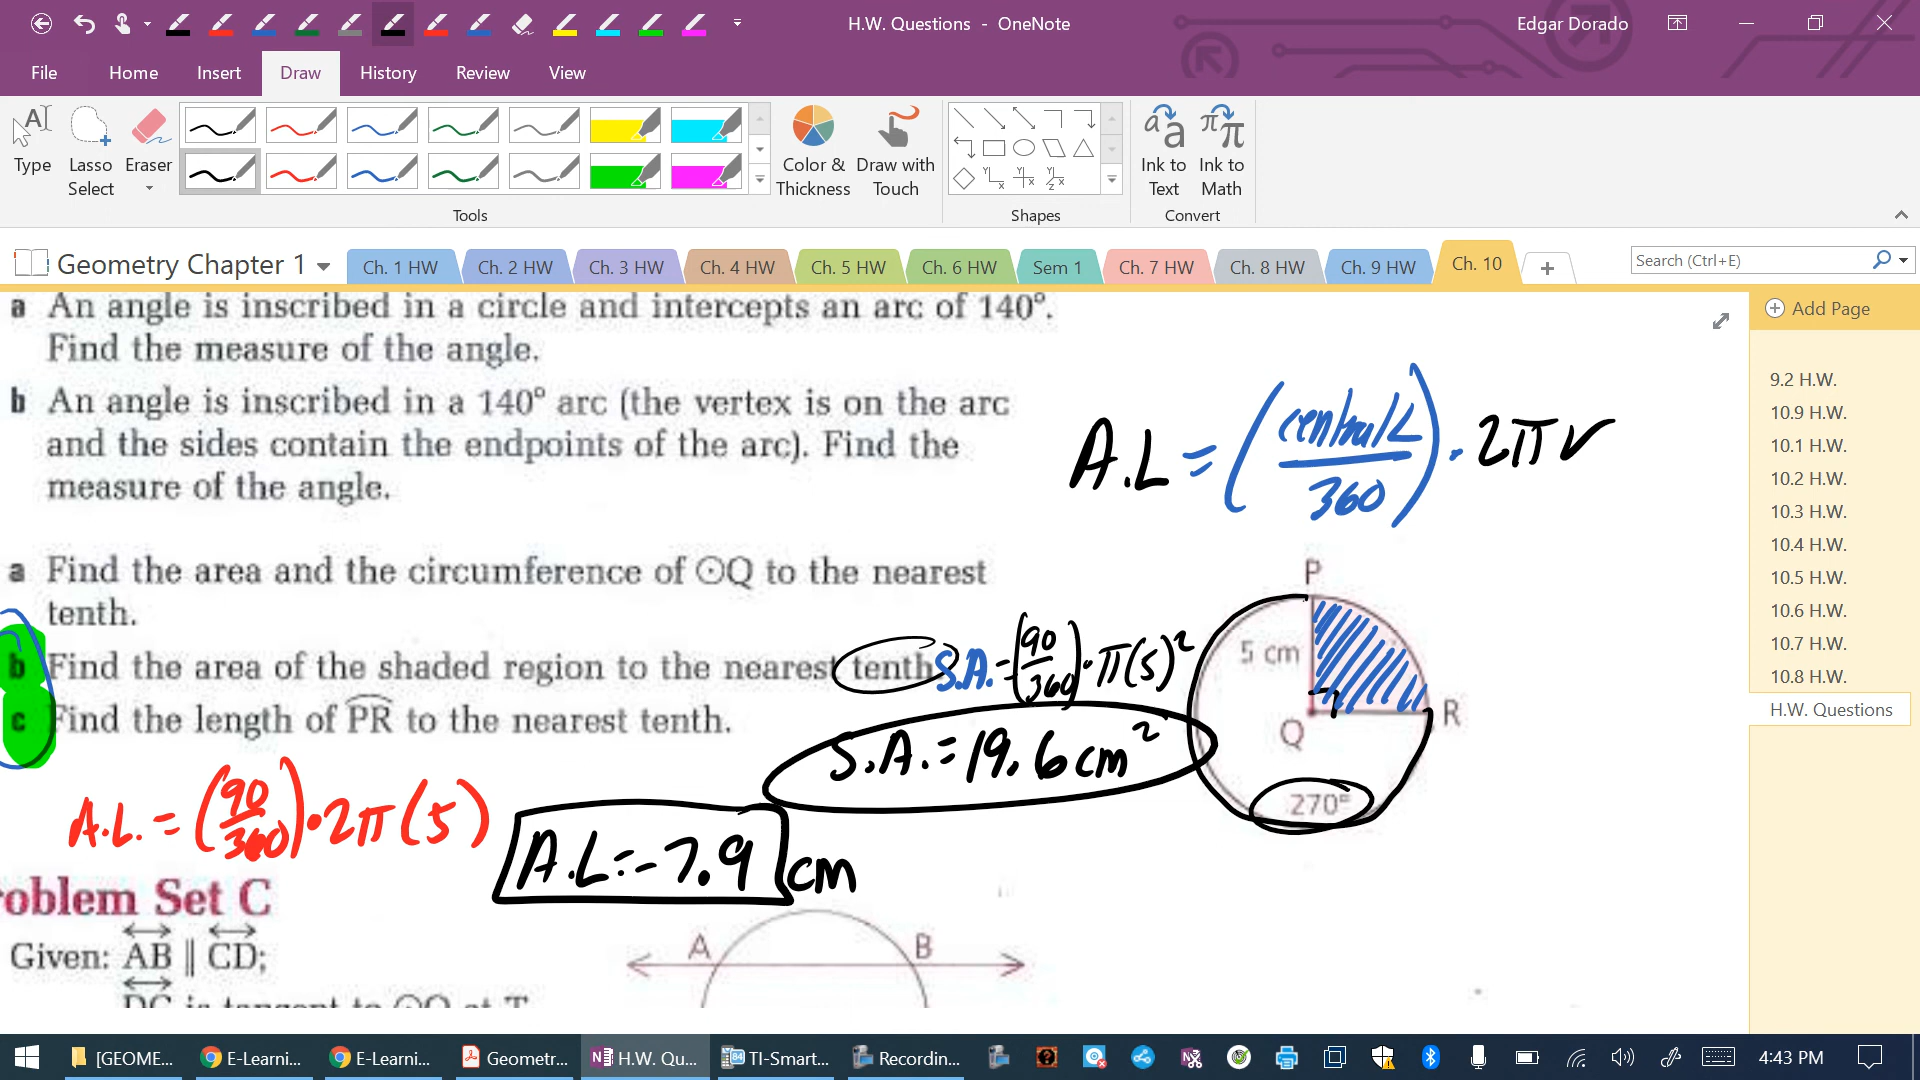 H.W. Questions - OneNote
Edgar Dorado
File Home Insert Draw History Review View
Type
Lasso Select
Eraser
Color & Thickness
Draw with Touch
Ink to Text
Ink to Math
Tools
Shapes
Convert
Geometry Chapter 1
Ch. 1 HW Ch. 2 HW Ch. 3 HW Ch. 4 HW Ch. 5 HW Ch. 6 HW Sem 1 Ch. 7 HW Ch. 8 HW Ch. 9 HW Ch. 10
Search (Ctrl+E)
Add Page
9.2 H.W.
10.9 H.W.
10.1 H.W.
10.2 H.W.
10.3 H.W.
10.4 H.W.
10.5 H.W.
10.6 H.W.
10.7 H.W.
10.8 H.W.
H.W. Questions
a An angle is inscribed in a circle and intercepts an arc of 140°.
Find the measure of the angle.
b An angle is inscribed in a 140° arc (the vertex is on the arc
and the sides contain the endpoints of the arc). Find the
measure of the angle.
A.L = (central∠/360) · 2πr
a Find the area and the circumference of ⊙Q to the nearest
tenth.
b Find the area of the shaded region to the nearest tenth
S.A. = (90/360) · π(5)²
c Find the length of PR to the nearest tenth.
S.A. = 19.6 cm²
P
5 cm
Q
R
270°
A.L. = (90/360) · 2π(5)
A.L = 7.9 cm
oblem Set C
Given: AB ∥ CD;
DC is tangent to ⊙O at T
A
B
[GEOME... E-Learni... E-Learni... Geometr... H.W. Qu... TI-Smart... Recordin...
4:43 PM